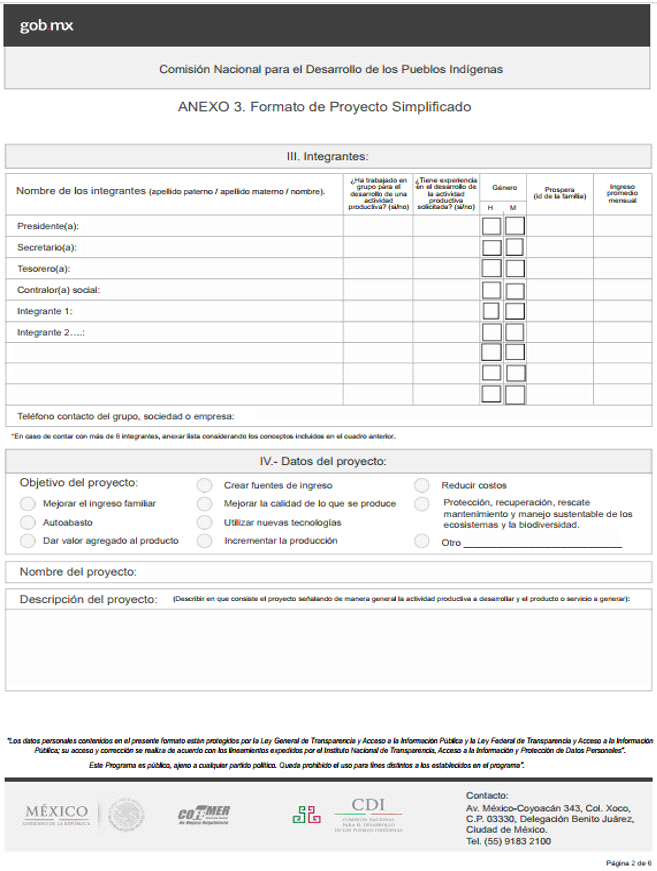 gob mx
Comisión Nacional para el Desarrollo de los Pueblos Indígenas
ANEXO 3. Formato de Proyecto Simplificado
III. Integrantes:
Nombre de los integrantes (apellido paterno / apellido materno / nombre).
¿Ha trabajado en
grupo para el
desarrollo de una
actividad
productiva? (si/no)
¿Tiene experiencia
en el desarrollo de
la actividad
productiva
solicitada? (si/no)
Género
H M
Prospera
(id de la familia)
Ingreso
promedio
mensual
Presidente(a):
Secretario(a):
Tesorero(a):
Contralor(a) social:
Integrante 1:
Integrante 2….:
Teléfono contacto del grupo, sociedad o empresa:
*En caso de contar con más de 6 integrantes, anexar lista considerando los conceptos incluidos en el cuadro anterior.
IV.- Datos del proyecto:
Objetivo del proyecto:
Mejorar el ingreso familiar
Autoabasto
Dar valor agregado al producto
Crear fuentes de ingreso
Mejorar la calidad de lo que se produce
Utilizar nuevas tecnologías
Incrementar la producción
Reducir costos
Protección, recuperación, rescate
mantenimiento y manejo sustentable de los
ecosistemas y la biodiversidad.
Otro ____________________________
Nombre del proyecto:
Descripción del proyecto: (Describir en que consiste el proyecto señalando de manera general la actividad productiva a desarrollar y el producto o servicio a generar):
"Los datos personales contenidos en el presente formato están protegidos por la Ley General de Transparencia y Acceso a la Información Pública y la Ley Federal de Transparencia y Acceso a la Información
Pública; su acceso y corrección se realiza de acuerdo con los lineamientos expedidos por el Instituto Nacional de Transparencia, Acceso a la Información y Protección de Datos Personales".
Este Programa es público, ajeno a cualquier partido político. Queda prohibido el uso para fines distintos a los establecidos en el programa".
MÉXICO
GOBIERNO DE LA REPÚBLICA
COFEMER
de Mejora Regulatoria
CDI
COMISIÓN NACIONAL
PARA EL DESARROLLO
DE LOS PUEBLOS INDÍGENAS
Contacto:
Av. México-Coyoacán 343, Col. Xoco,
C.P. 03330, Delegación Benito Juárez,
Ciudad de México.
Tel. (55) 9183 2100
Página 2 de 6